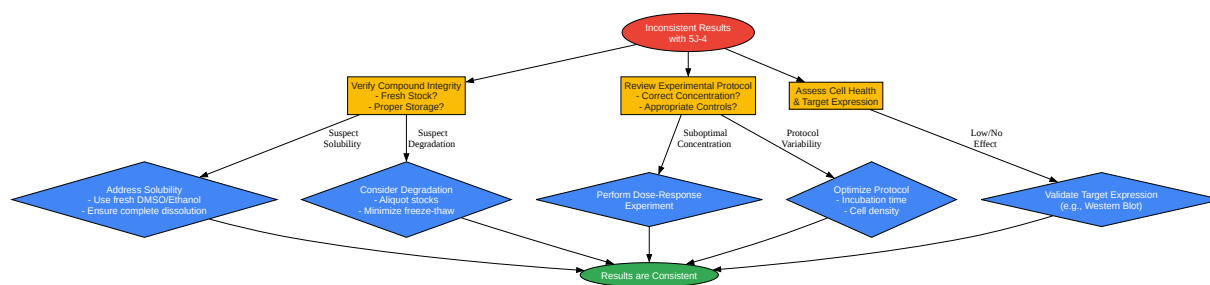 Inconsistent Results
with 5J-4
Verify Compound Integrity
- Fresh Stock?
- Proper Storage?
Review Experimental Protocol
- Correct Concentration?
- Appropriate Controls?
Assess Cell Health
& Target Expression
Suspect
Solubility
Suspect
Degradation
Suboptimal
Concentration
Protocol
Variability
Low/No
Effect
Address Solubility
- Use fresh DMSO/Ethanol
- Ensure complete dissolution
Consider Degradation
- Aliquot stocks
- Minimize freeze-thaw
Perform Dose-Response
Experiment
Optimize Protocol
- Incubation time
- Cell density
Validate Target Expression
(e.g., Western Blot)
Results are Consistent